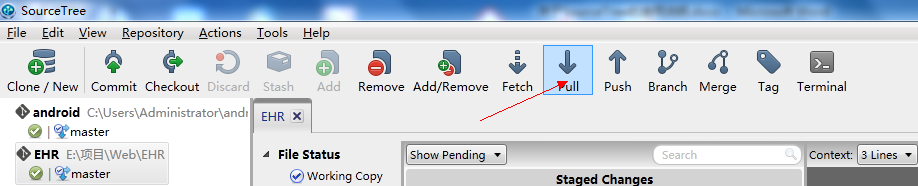 SourceTree
File Edit View Repository Actions Tools Help
Clone / New Commit Checkout Discard Stash Add Remove Add/Remove Fetch Pull Push Branch Merge Tag Terminal
android C:\Users\Administrator\andr
master
EHR E:\项目\Web\EHR
master
EHR
File Status
Working Copy
Show Pending
Search
Context: 3 Lines
Staged Changes